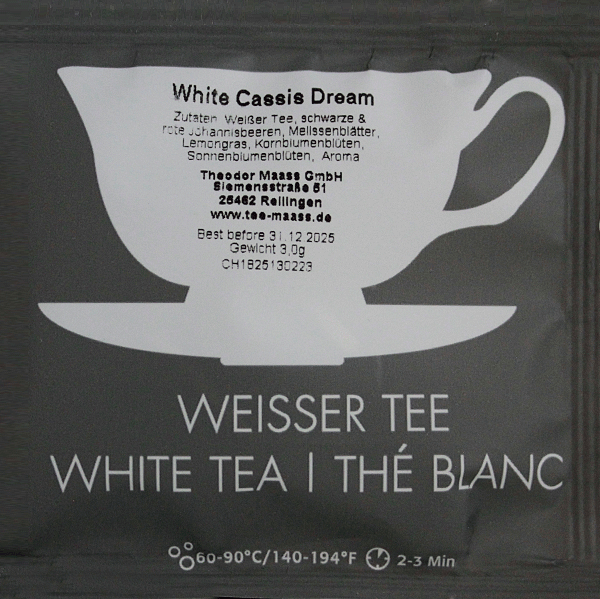 White Cassis Dream
Zutaten: Weißer Tee, schwarze &
rote Johannisbeeren, Melissenblätter,
Lemongras, Kornblumenblüten,
Sonnenblumenblüten, Aroma
Theodor Maass GmbH
Siemensstraße 51
25462 Rellingen
www.tee-maass.de
Best before 31.12.2025
Gewicht 3,0g
CH1825130223
WEISSER TEE
WHITE TEA | THÉ BLANC
60-90°C/140-194°F 2-3 Min